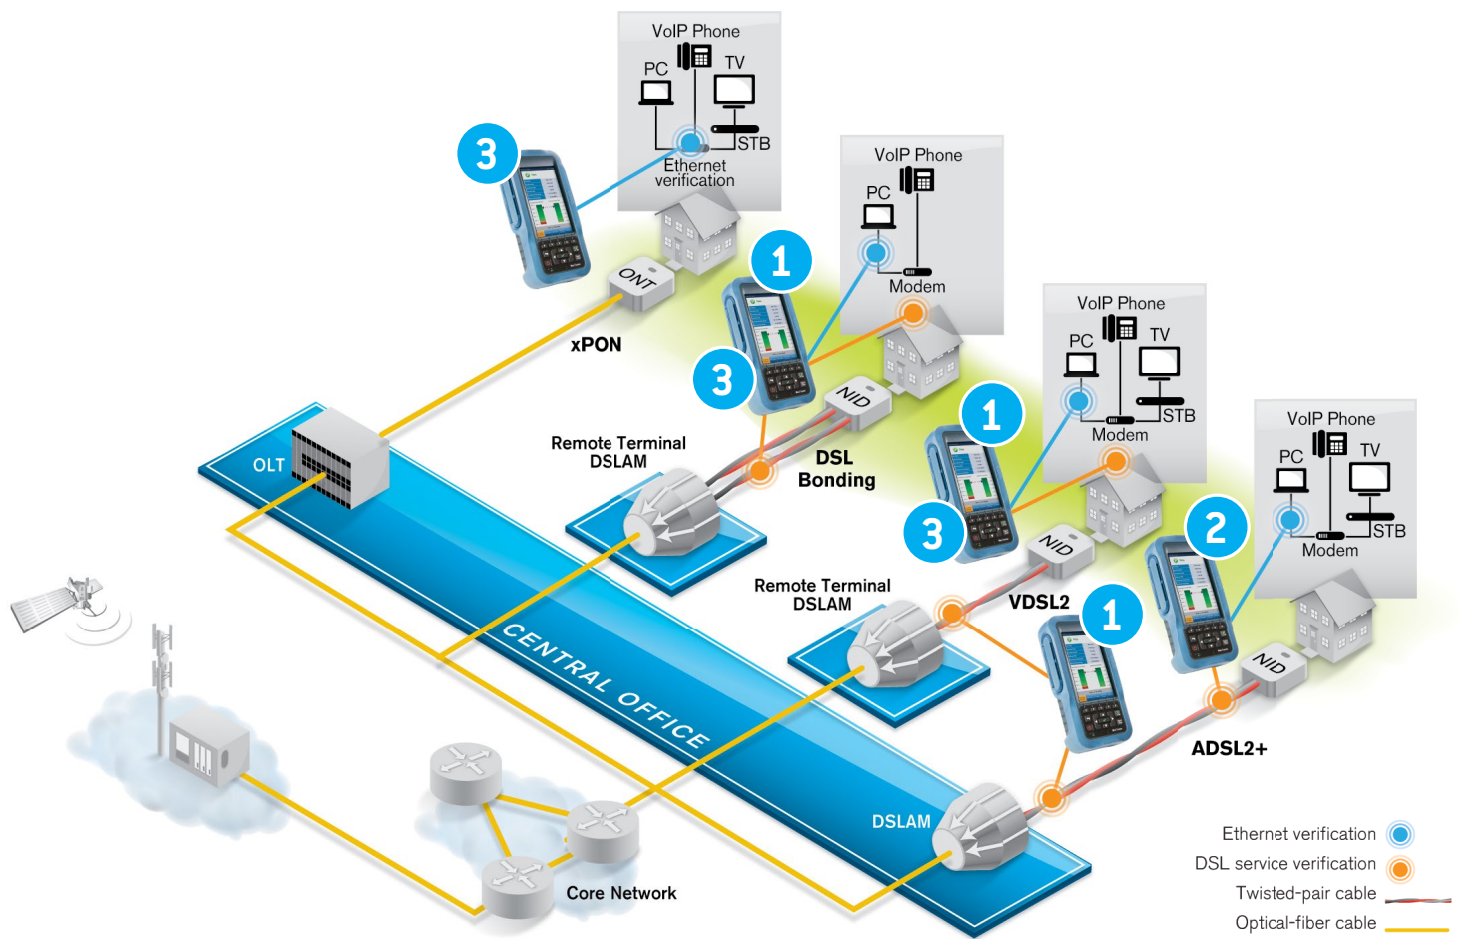 VoIP Phone
PC
TV
STB
Ethernet
verification
3
ONT
xPON
VoIP Phone
PC
Modem
1
3
NID
DSL
Bonding
Remote Terminal
DSLAM
OLT
VoIP Phone
PC
TV
STB
Modem
1
3
NID
VDSL2
Remote Terminal
DSLAM
VoIP Phone
PC
TV
STB
Modem
2
1
NID
ADSL2+
CENTRAL OFFICE
DSLAM
Core Network
Ethernet verification
DSL service verification
Twisted-pair cable
Optical-fiber cable